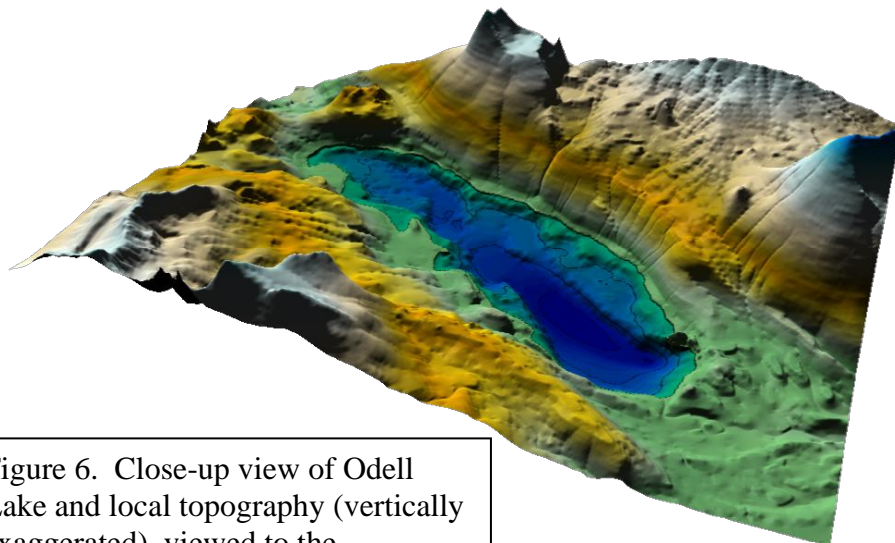 igure 6.  Close-up view of Odell
ake and local topography (vertically
xaggerated), viewed to the